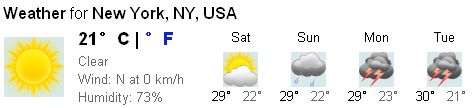 Weather for New York, NY, USA
21° C | ° F
Clear
Wind: N at 0 km/h
Humidity: 73%
Sat Sun Mon Tue
29° 22° 29° 22° 29° 23° 30° 21°